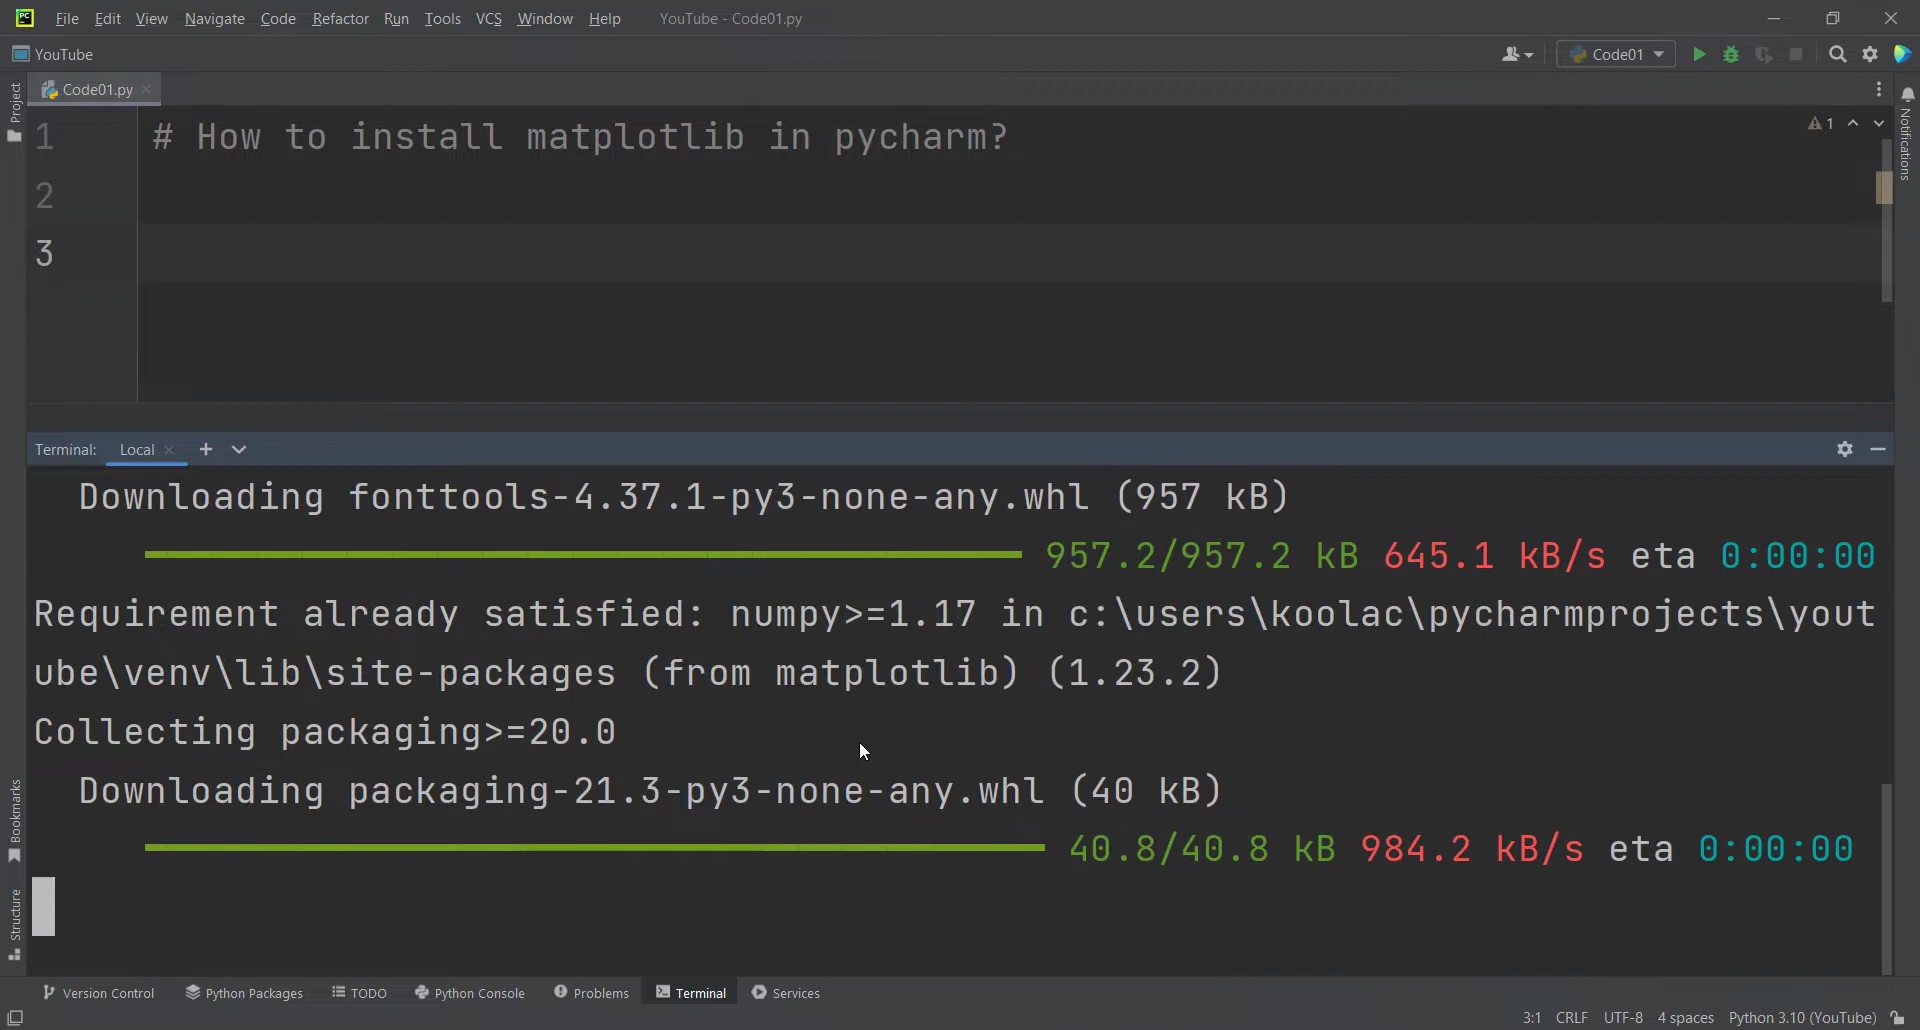 PC File Edit View Navigate Code Refactor Run Tools VCS Window Help YouTube - Code01.py
YouTube Code01
Project Code01.py
1 # How to install matplotlib in pycharm? 1
2
3
Notifications
Terminal: Local
Downloading fonttools-4.37.1-py3-none-any.whl (957 kB)
957.2/957.2 kB 645.1 kB/s eta 0:00:00
Requirement already satisfied: numpy>=1.17 in c:\users\koolac\pycharmprojects\yout
ube\venv\lib\site-packages (from matplotlib) (1.23.2)
Collecting packaging>=20.0
Downloading packaging-21.3-py3-none-any.whl (40 kB)
40.8/40.8 kB 984.2 kB/s eta 0:00:00
Bookmarks
Structure
Version Control Python Packages TODO Python Console Problems Terminal Services
3:1 CRLF UTF-8 4 spaces Python 3.10 (YouTube)